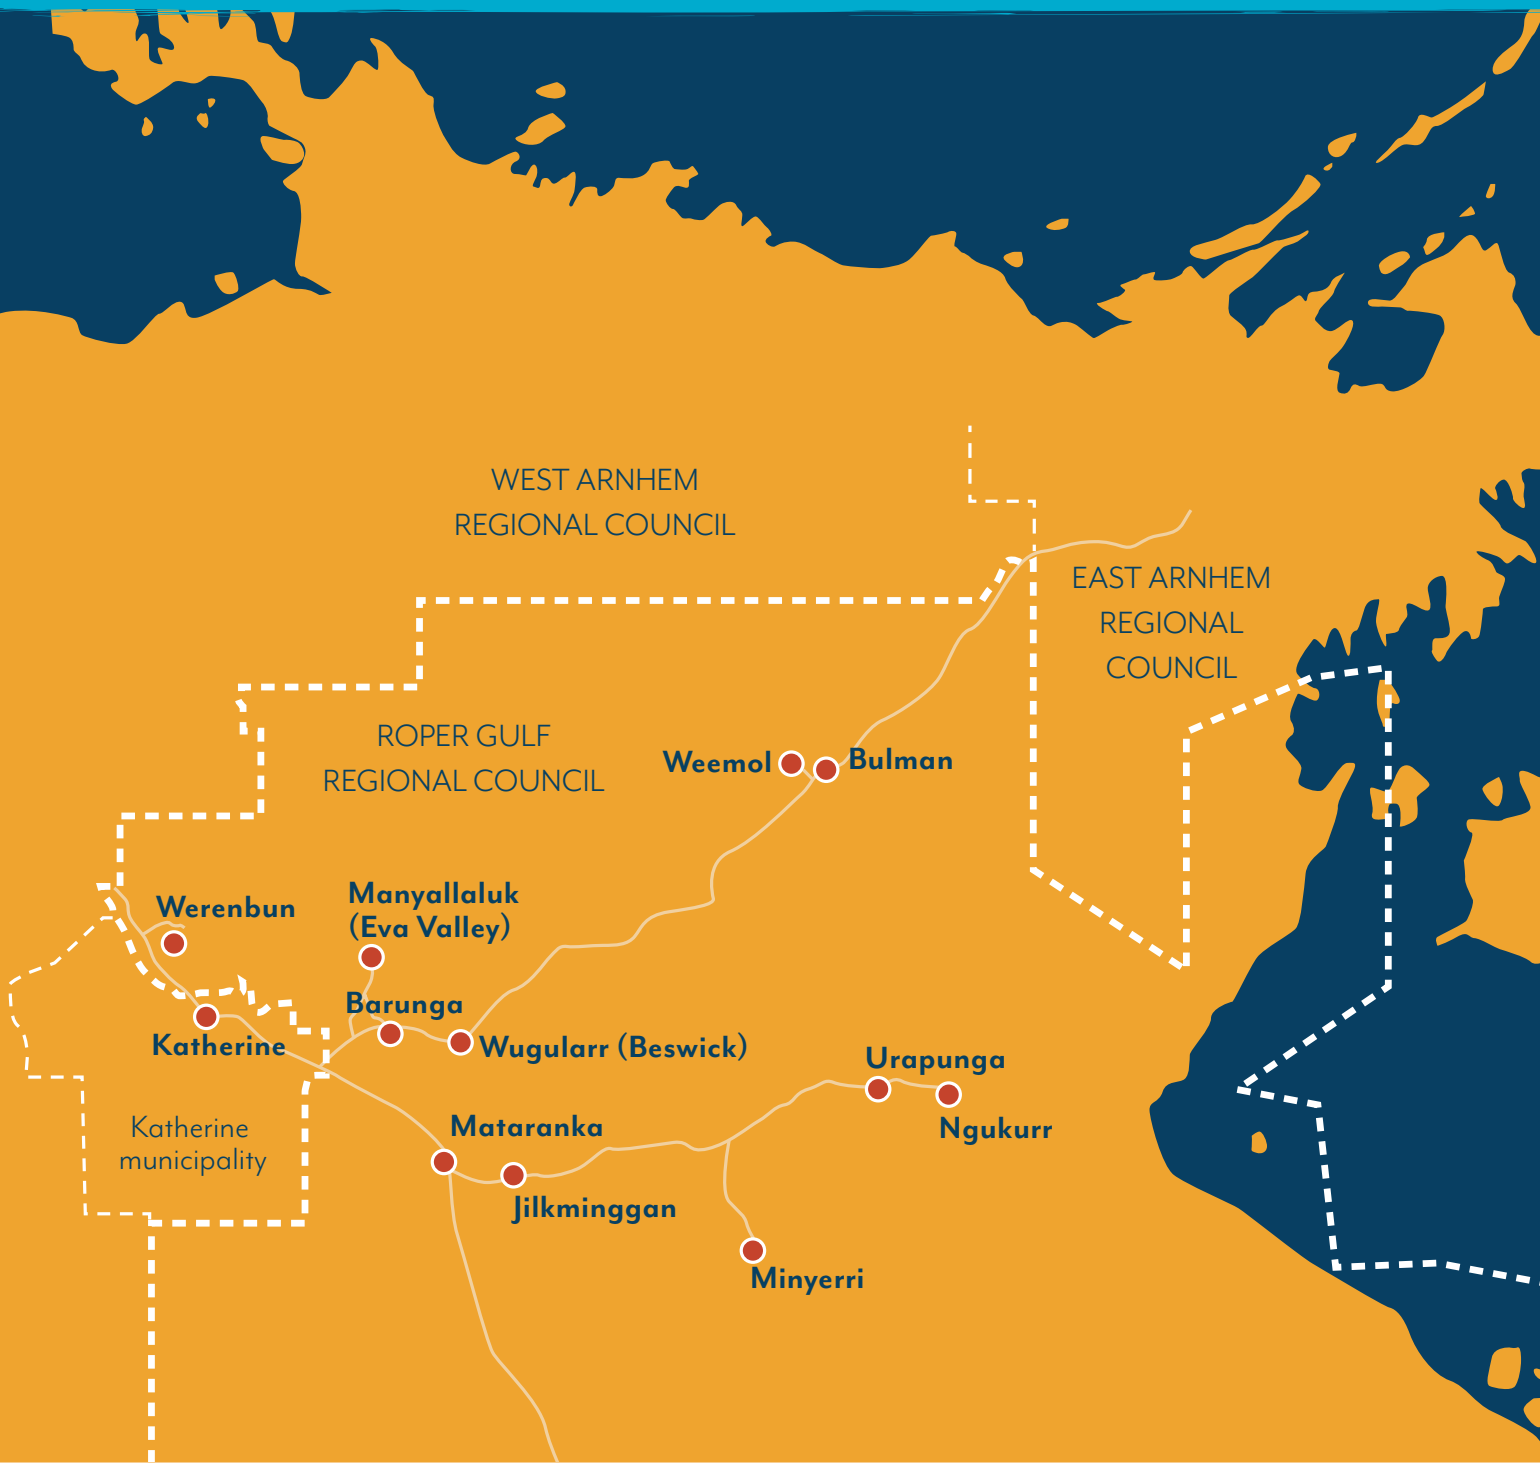 WEST ARNHEM
REGIONAL COUNCIL
EAST ARNHEM
REGIONAL
COUNCIL
ROPER GULF
REGIONAL COUNCIL
Weemol
Bulman
Manyallaluk
(Eva Valley)
Werenbun
Barunga
Katherine
Wugularr (Beswick)
Urapunga
Ngukurr
Mataranka
Katherine
municipality
Jilkminggan
Minyerri